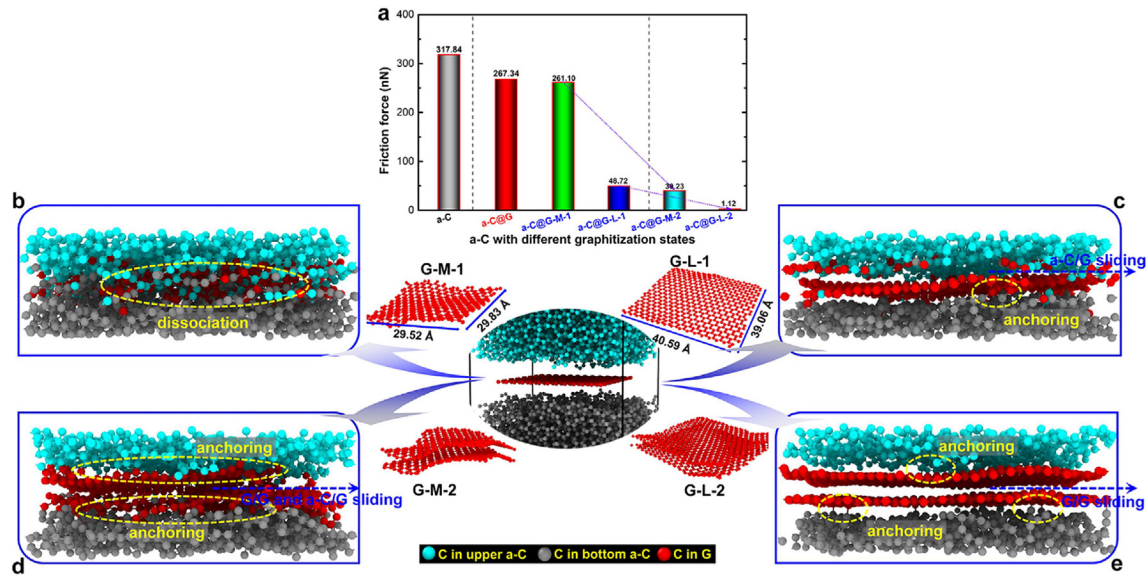 a
Friction force (nN)
400
300
200
100
0
317.84
267.34
261.10
48.72
39.23
1.12
a-C
a-C@G
a-C@G-M-1
a-C@G-L-1
a-C@G-M-2
a-C@G-L-2
a-C with different graphitization states
b
dissociation
c
a-C/G sliding
anchoring
G-M-1
29.52 Å
29.83 Å
G-L-1
40.59 Å
39.06 Å
G-M-2
G-L-2
anchoring
G/G and a-C/G sliding
anchoring
d
anchoring
G/G sliding
anchoring
e
C in upper a-C
C in bottom a-C
C in G